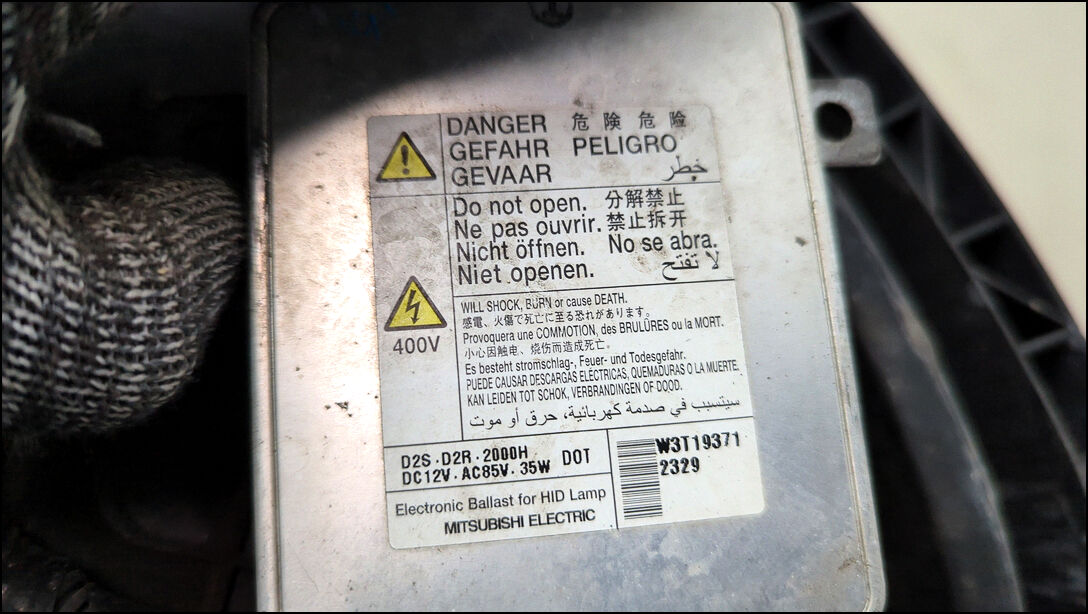 DANGER 危 険 危 险
GEFAHR PELIGRO
خطر
GEVAAR
Do not open. 分解禁止
Ne pas ouvrir. 禁止拆开
Nicht öffnen. No se abra.
Niet openen. لا تفتح
400V
WILL SHOCK, BURN or cause DEATH.
感電、火傷で死亡に至る恐れがあります。
Provoquera une COMMOTION, des BRULÛRES ou la MORT.
小心因触电、烧伤而造成死亡。
Es besteht stromschlag-, Feuer- und Todesgefahr.
PUEDE CAUSAR DESCARGAS ELÉCTRICAS, QUEMADURAS O LA MUERTE.
KAN LEIDEN TOT SCHOK, VERBRANDINGEN OF DOOD.
سيتسبب في صدمة كهربائية، حرق أو موت
D2S·D2R·2000H
DC12V·AC85V·35W DOT
Electronic Ballast for HID Lamp
MITSUBISHI ELECTRIC
W3T19371
2329